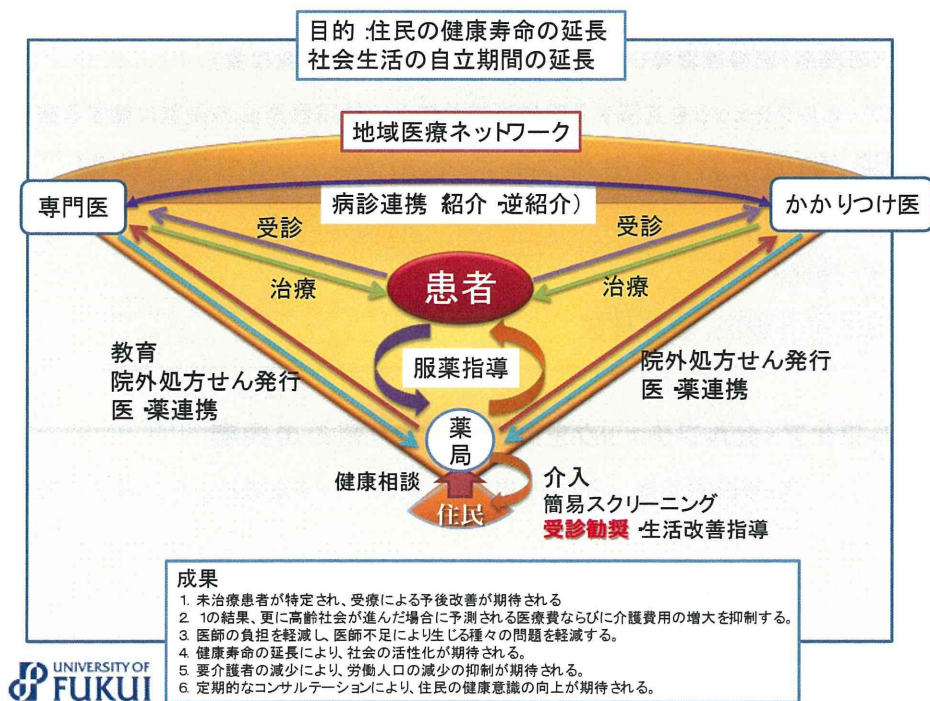 目的:住民の健康寿命の延長
社会生活の自立期間の延長
地域医療ネットワーク
専門医
病診連携 紹介・逆紹介)
かかりつけ医
受診
受診
治療
患者
治療
教育
院外処方せん発行
医・薬連携
服薬指導
院外処方せん発行
医・薬連携
薬局
健康相談
住民
介入
簡易スクリーニング
受診勧奨・生活改善指導
成果
1. 未治療患者が特定され、受療による予後改善が期待される
2. 1の結果、更に高齢社会が進んだ場合に予測される医療費ならびに介護費用の増大を抑制する。
3. 医師の負担を軽減し、医師不足により生じる種々の問題を軽減する。
4. 健康寿命の延長により、社会の活性化が期待される。
5. 要介護者の減少により、労働人口の減少の抑制が期待される。
6. 定期的なコンサルテーションにより、住民の健康意識の向上が期待される。
UNIVERSITY OF
FUKUI